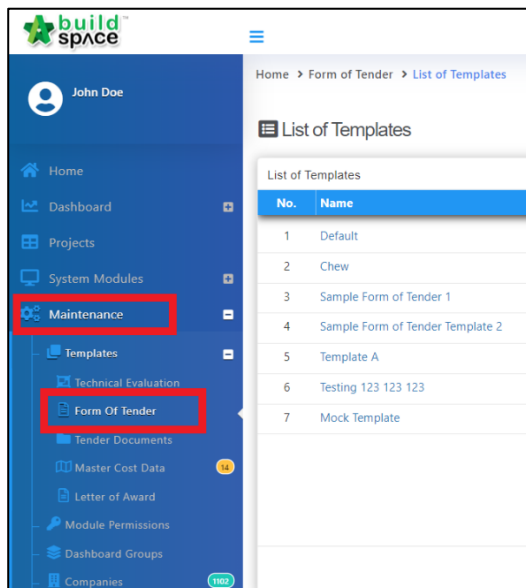 build
space
John Doe
Home > Form of Tender > List of Templates
List of Templates
Home
Dashboard
Projects
System Modules
Maintenance
Templates
Technical Evaluation
Form Of Tender
Tender Documents
Master Cost Data 14
Letter of Award
Module Permissions
Dashboard Groups
Companies 1102
List of Templates
No. Name
1 Default
2 Chew
3 Sample Form of Tender 1
4 Sample Form of Tender Template 2
5 Template A
6 Testing 123 123 123
7 Mock Template